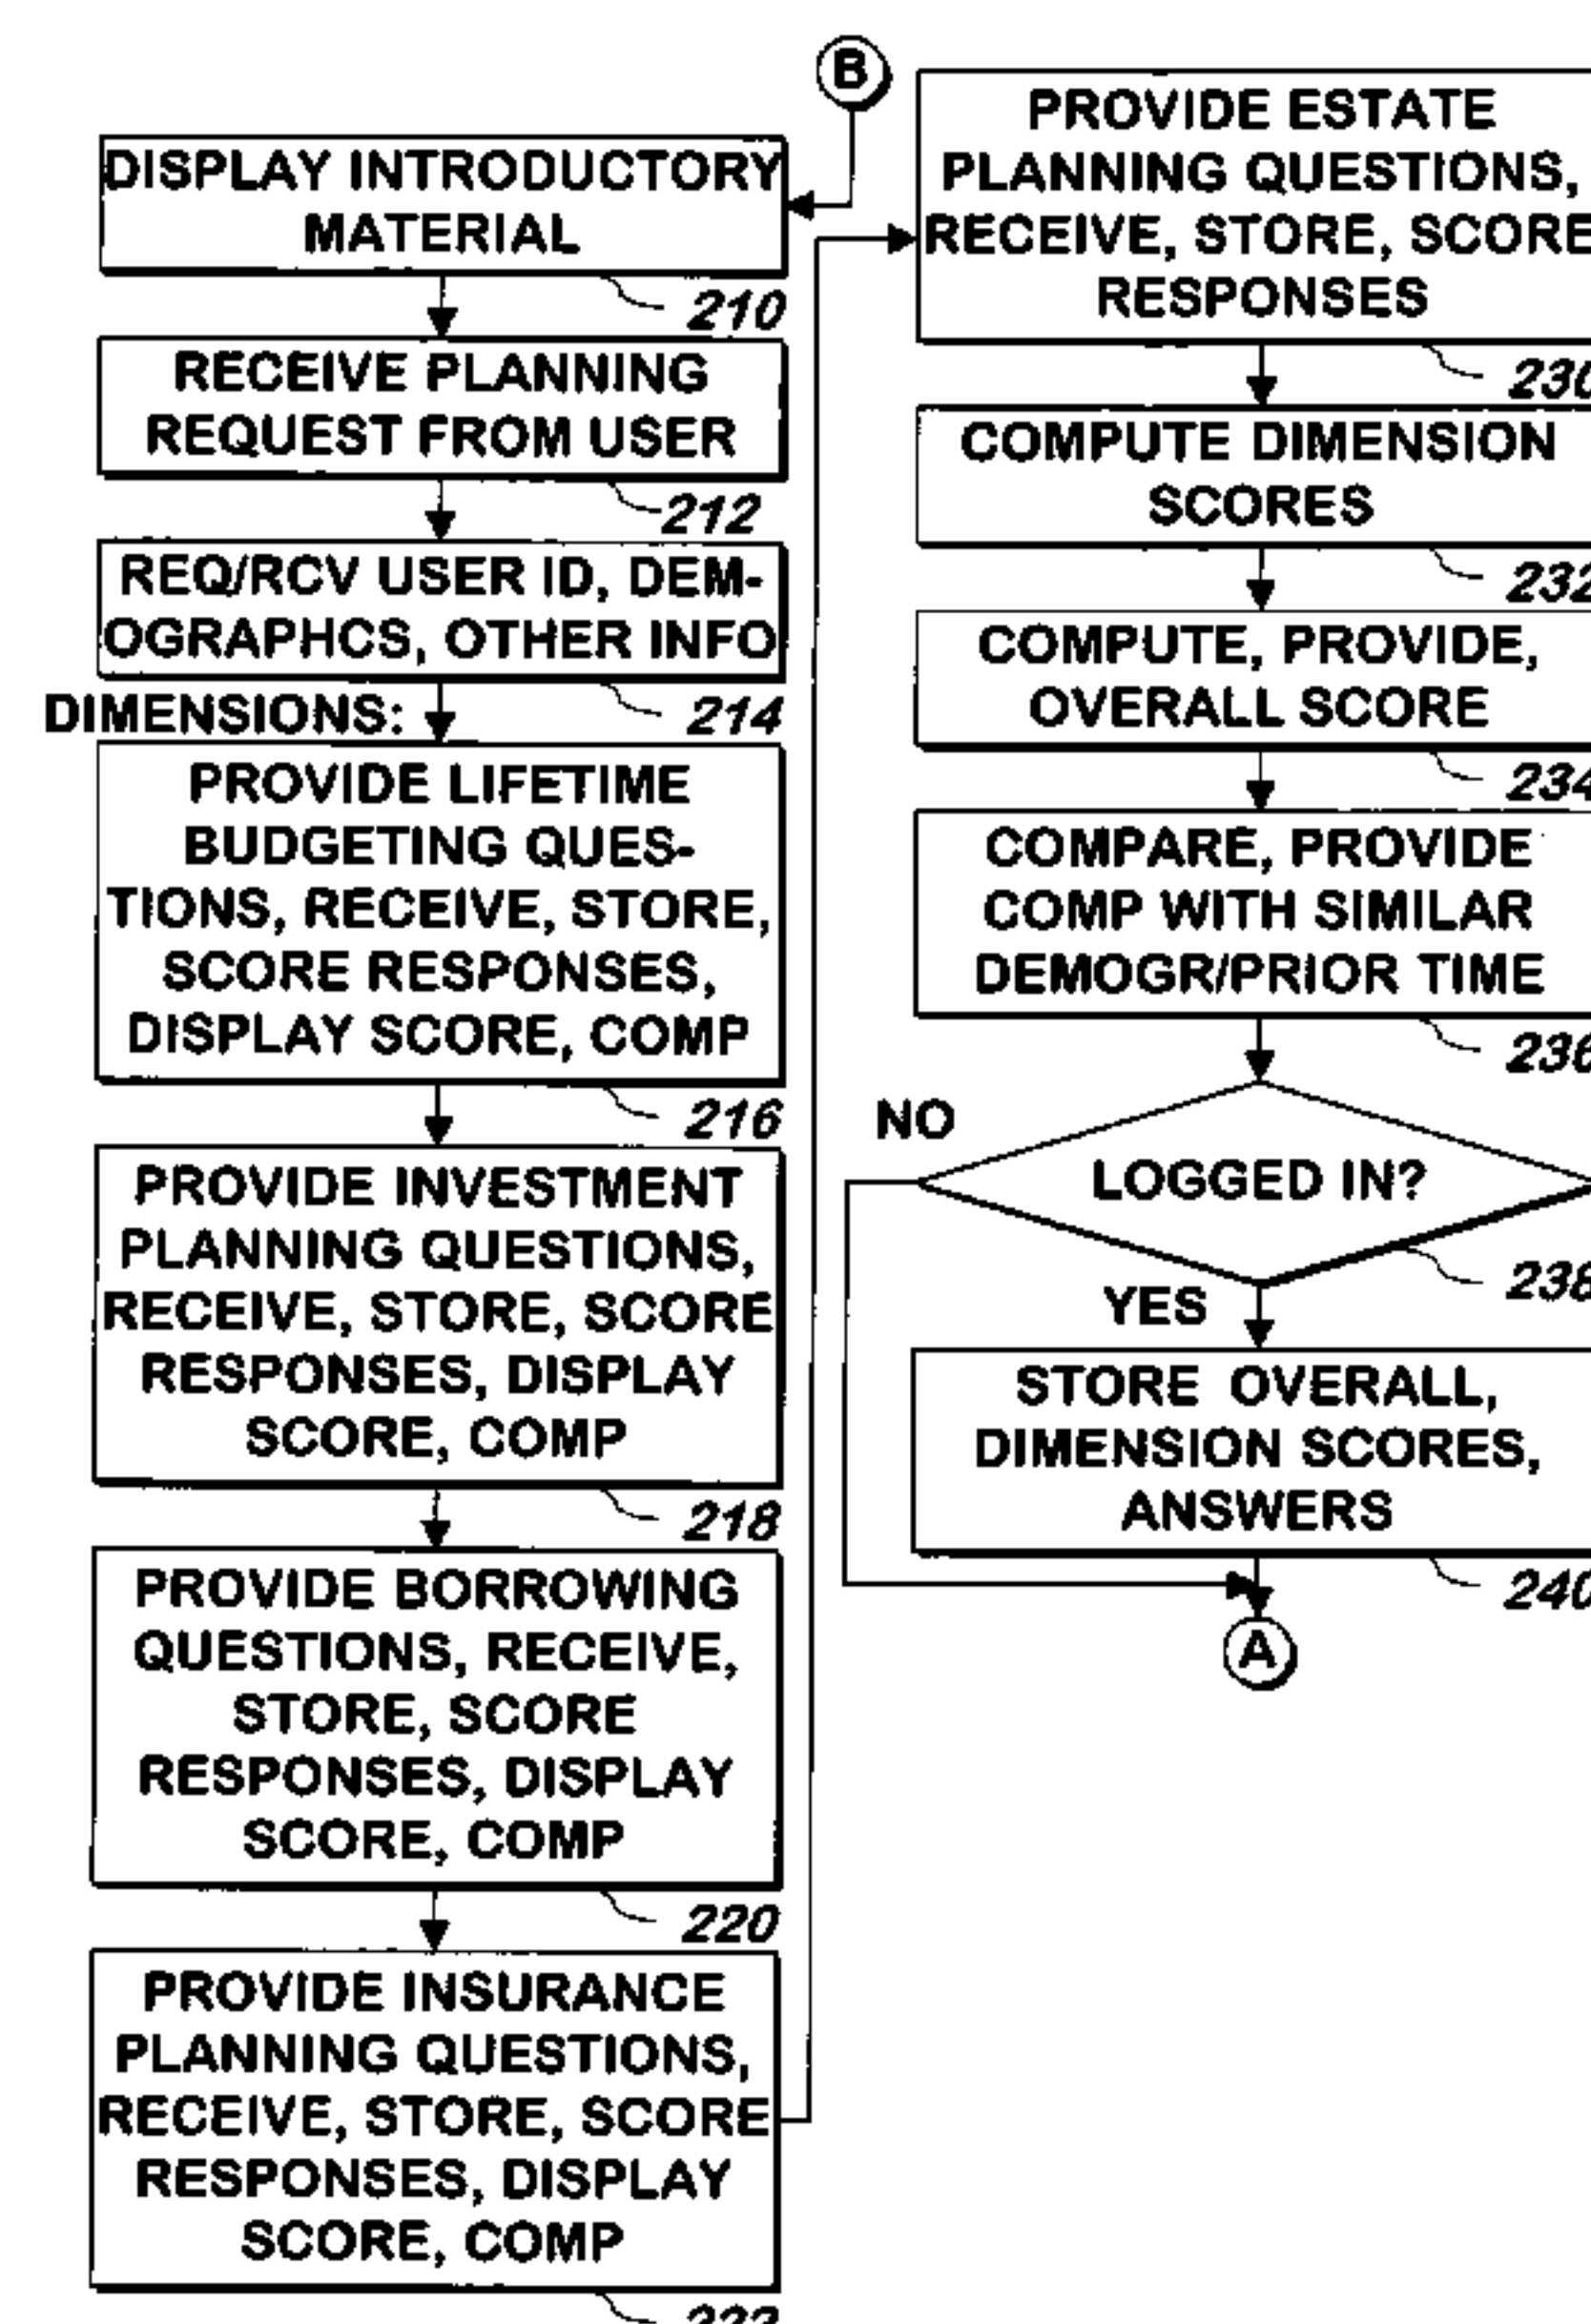 DISPLAY INTRODUCTORY
MATERIAL
210
RECEIVE PLANNING
REQUEST FROM USER
212
REQ/RCV USER ID, DEM-
OGRAPHCS, OTHER INFO
214
DIMENSIONS:
PROVIDE LIFETIME
BUDGETING QUES-
TIONS, RECEIVE, STORE,
SCORE RESPONSES,
DISPLAY SCORE, COMP
216
PROVIDE INVESTMENT
PLANNING QUESTIONS,
RECEIVE, STORE, SCORE
RESPONSES, DISPLAY
SCORE, COMP
218
PROVIDE BORROWING
QUESTIONS, RECEIVE,
STORE, SCORE
RESPONSES, DISPLAY
SCORE, COMP
220
PROVIDE INSURANCE
PLANNING QUESTIONS,
RECEIVE, STORE, SCORE
RESPONSES, DISPLAY
SCORE, COMP
B
PROVIDE ESTATE
PLANNING QUESTIONS,
RECEIVE, STORE, SCORE
RESPONSES
230
COMPUTE DIMENSION
SCORES
232
COMPUTE, PROVIDE,
OVERALL SCORE
234
COMPARE, PROVIDE
COMP WITH SIMILAR
DEMOGR/PRIOR TIME
236
NO
LOGGED IN?
238
YES
STORE OVERALL,
DIMENSION SCORES,
ANSWERS
240
A